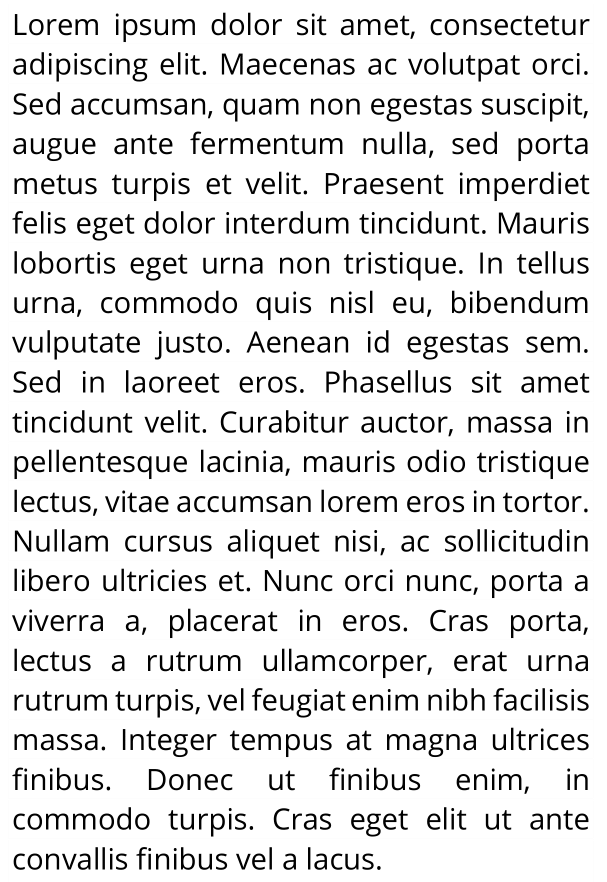 Lorem ipsum dolor sit amet, consectetur
adipiscing elit. Maecenas ac volutpat orci.
Sed accumsan, quam non egestas suscipit,
augue ante fermentum nulla, sed porta
metus turpis et velit. Praesent imperdiet
felis eget dolor interdum tincidunt. Mauris
lobortis eget urna non tristique. In tellus
urna, commodo quis nisl eu, bibendum
vulputate justo. Aenean id egestas sem.
Sed in laoreet eros. Phasellus sit amet
tincidunt velit. Curabitur auctor, massa in
pellentesque lacinia, mauris odio tristique
lectus, vitae accumsan lorem eros in tortor.
Nullam cursus aliquet nisi, ac sollicitudin
libero ultricies et. Nunc orci nunc, porta a
viverra a, placerat in eros. Cras porta,
lectus a rutrum ullamcorper, erat urna
rutrum turpis, vel feugiat enim nibh facilisis
massa. Integer tempus at magna ultrices
finibus. Donec ut finibus enim, in
commodo turpis. Cras eget elit ut ante
convallis finibus vel a lacus.